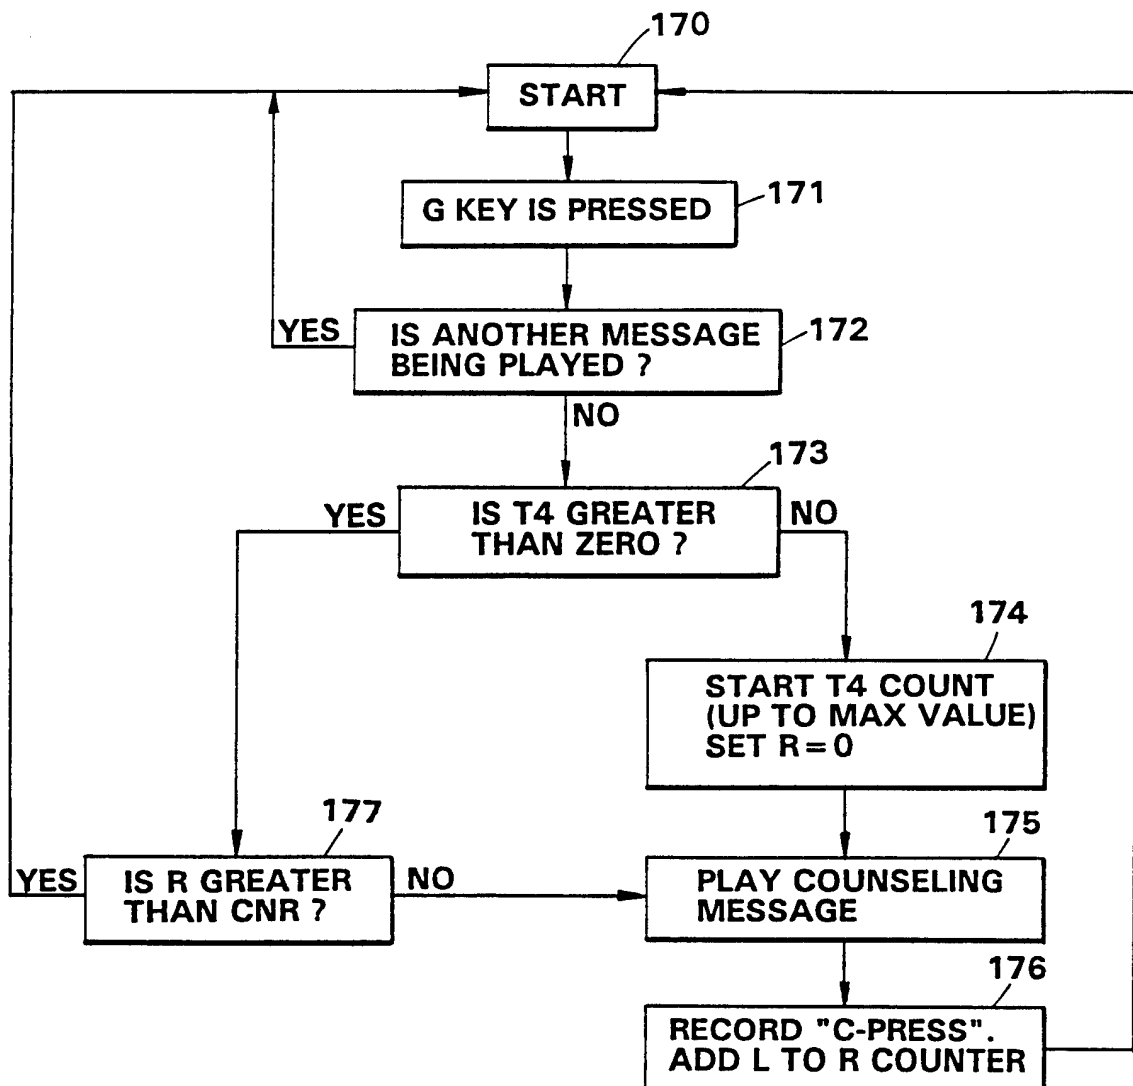 170
START
G KEY IS PRESSED
171
YES
IS ANOTHER MESSAGE
BEING PLAYED ?
172
NO
173
YES
IS T4 GREATER
THAN ZERO ?
NO
174
START T4 COUNT
(UP TO MAX VALUE)
SET R=0
177
YES
IS R GREATER
THAN CNR ?
NO
175
PLAY COUNSELING
MESSAGE
176
RECORD "C-PRESS".
ADD L TO R COUNTER